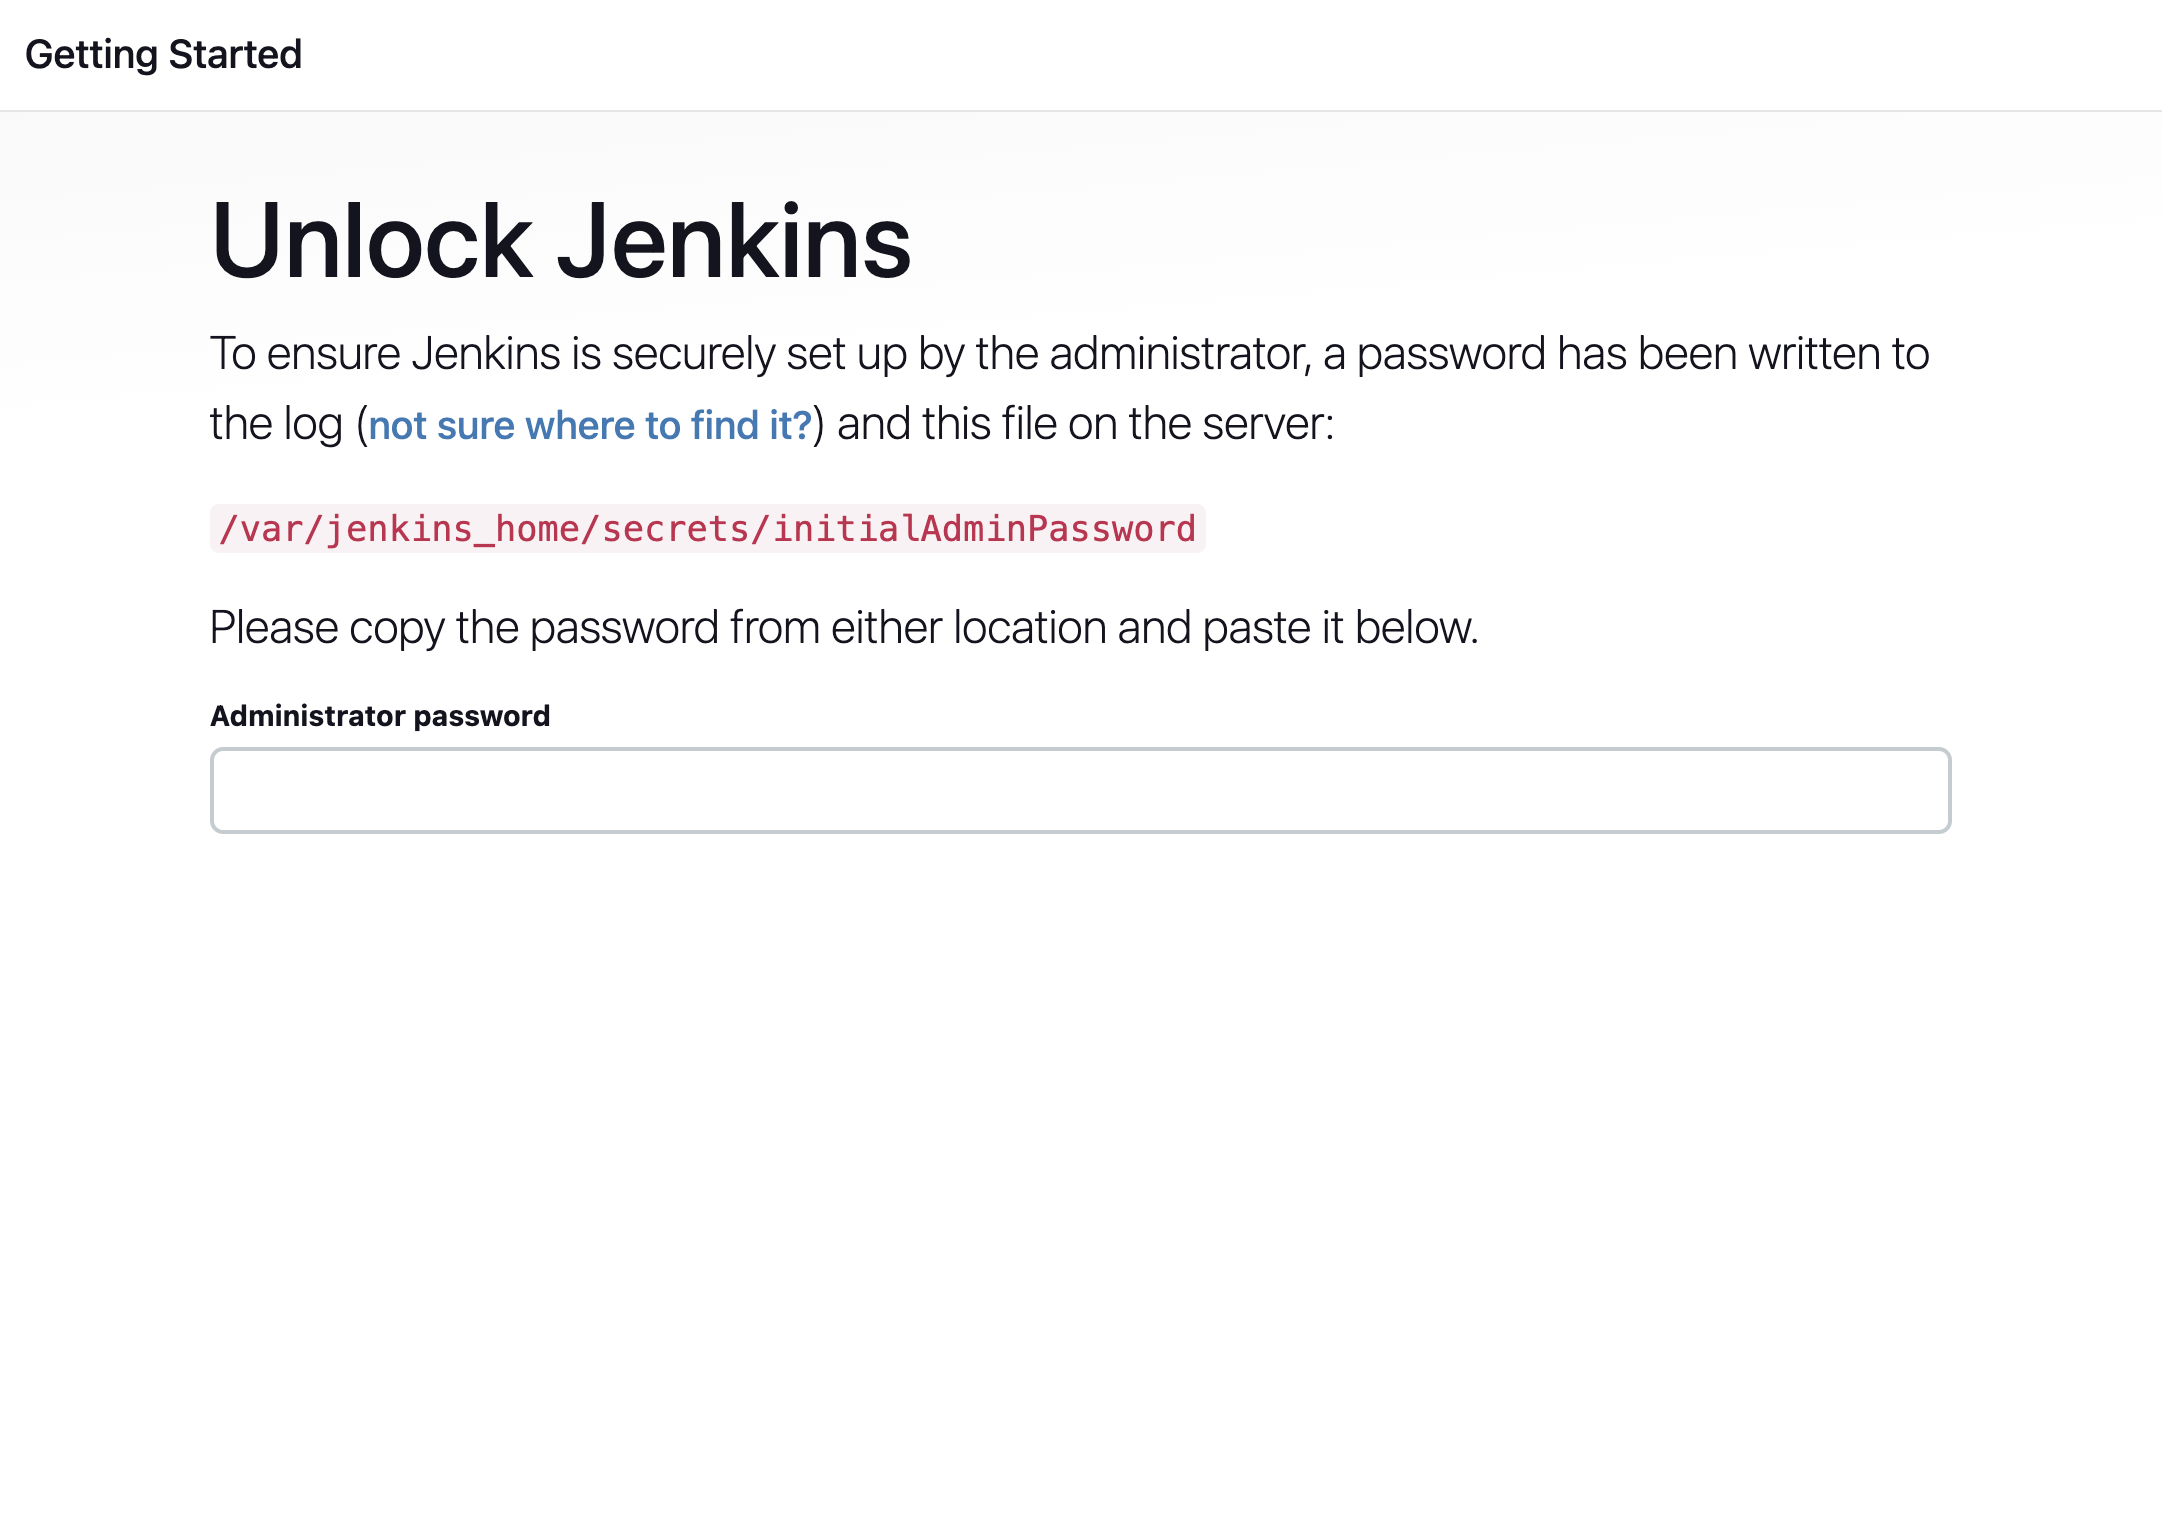 Getting Started
Unlock Jenkins
To ensure Jenkins is securely set up by the administrator, a password has been written to
the log (not sure where to find it?) and this file on the server:
/var/jenkins_home/secrets/initialAdminPassword
Please copy the password from either location and paste it below.
Administrator password